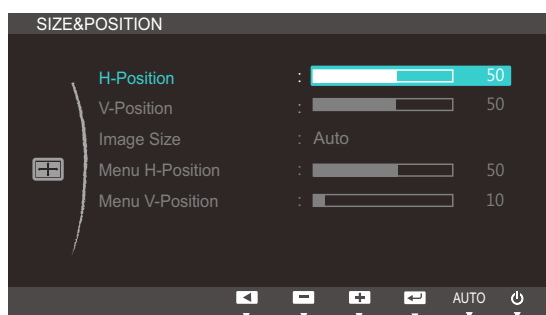 SIZE&POSITION
H-Position : 50
V-Position : 50
Image Size : Auto
Menu H-Position : 50
Menu V-Position : 10
AUTO